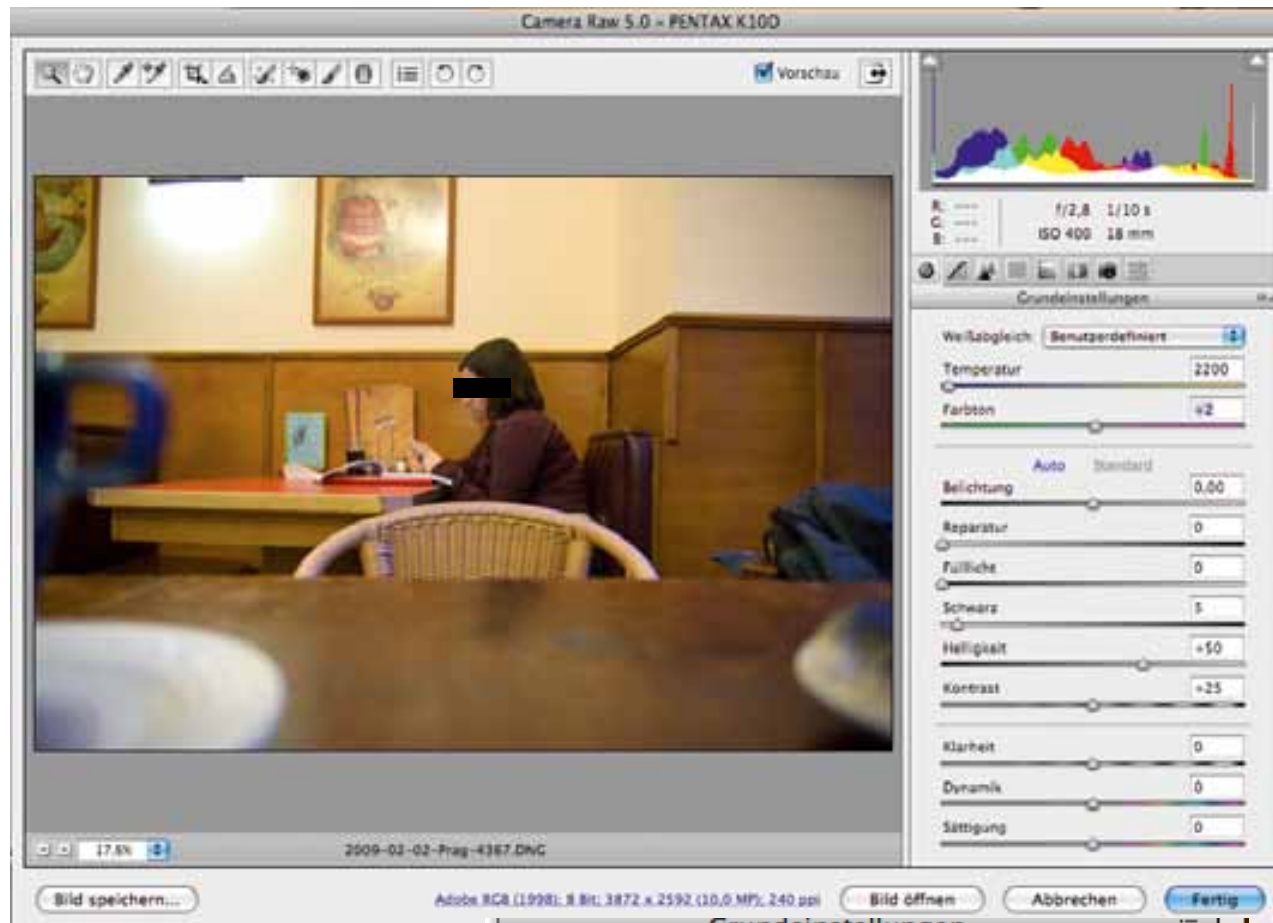 Camera Raw 5.0 – PENTAX K10D
Vorschau
R: ---
G: ---
B: ---
f/2,8 1/10 s
ISO 400 18 mm
Grundeinstellungen
Weißabgleich: Benutzerdefiniert
Temperatur 2200
Farbton +2
Auto Standard
Belichtung 0,00
Reparatur 0
Fülllicht 0
Schwarz 5
Helligkeit +50
Kontrast +25
Klarheit 0
Dynamik 0
Sättigung 0
17.6% 2009-02-02-Prag-4367.DNG
Bild speichern... Adobe RGB (1998); 8 Bit; 3872 x 2592 (10,0 MP); 240 ppi Bild öffnen Abbrechen Fertig
Grundeinstellungen